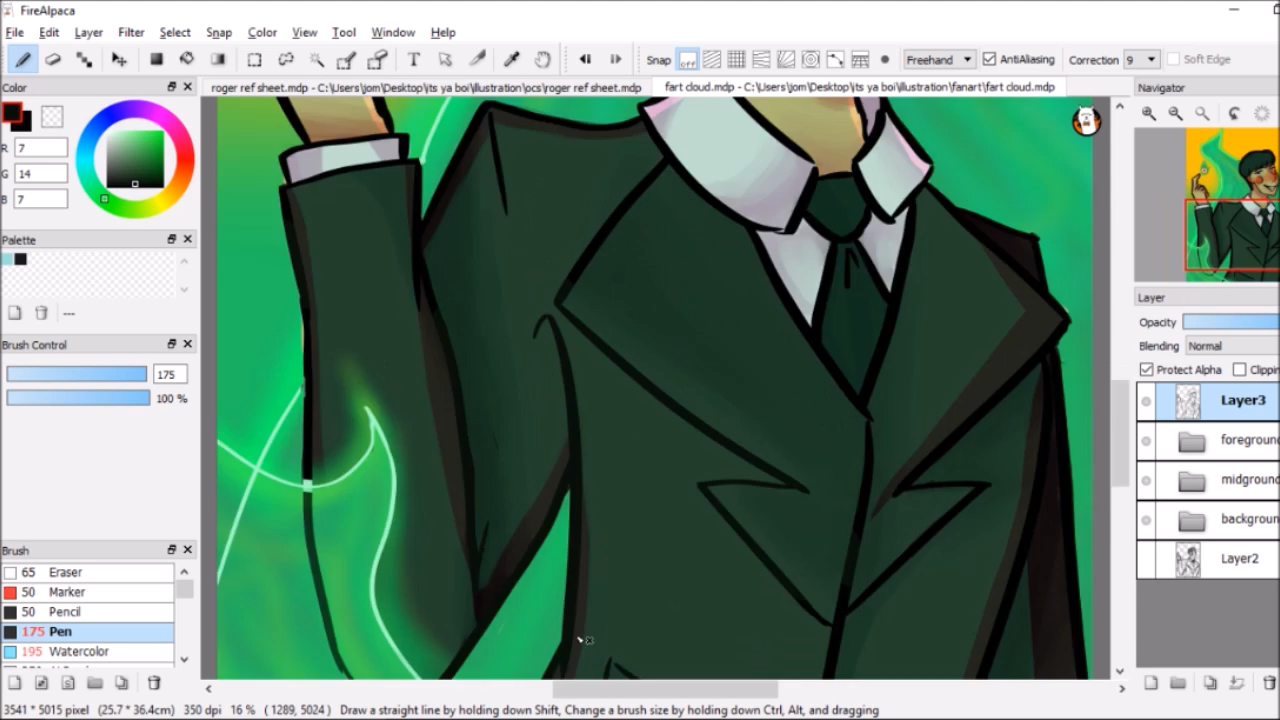 FireAlpaca
File Edit Layer Filter Select Snap Color View Tool Window Help
Snap off Freehand AntiAliasing Correction 9 Soft Edge
Color
roger ref sheet.mdp - C:\Users\jom\Desktop\its ya boi\illustration\ocs\roger ref sheet.mdp
fart cloud.mdp - C:\Users\jom\Desktop\its ya boi\illustration\fanart\fart cloud.mdp
Navigator
R 7
G 14
B 7
Palette
---
Brush Control
175
100 %
Brush
65 Eraser
50 Marker
50 Pencil
175 Pen
195 Watercolor
Layer
Opacity
Blending Normal
Protect Alpha Clippin
Layer3
foreground
midground
background
Layer2
3541 * 5015 pixel (25.7 * 36.4cm) 350 dpi 16 % ( 1289, 5024 ) Draw a straight line by holding down Shift, Change a brush size by holding down Ctrl, Alt, and dragging